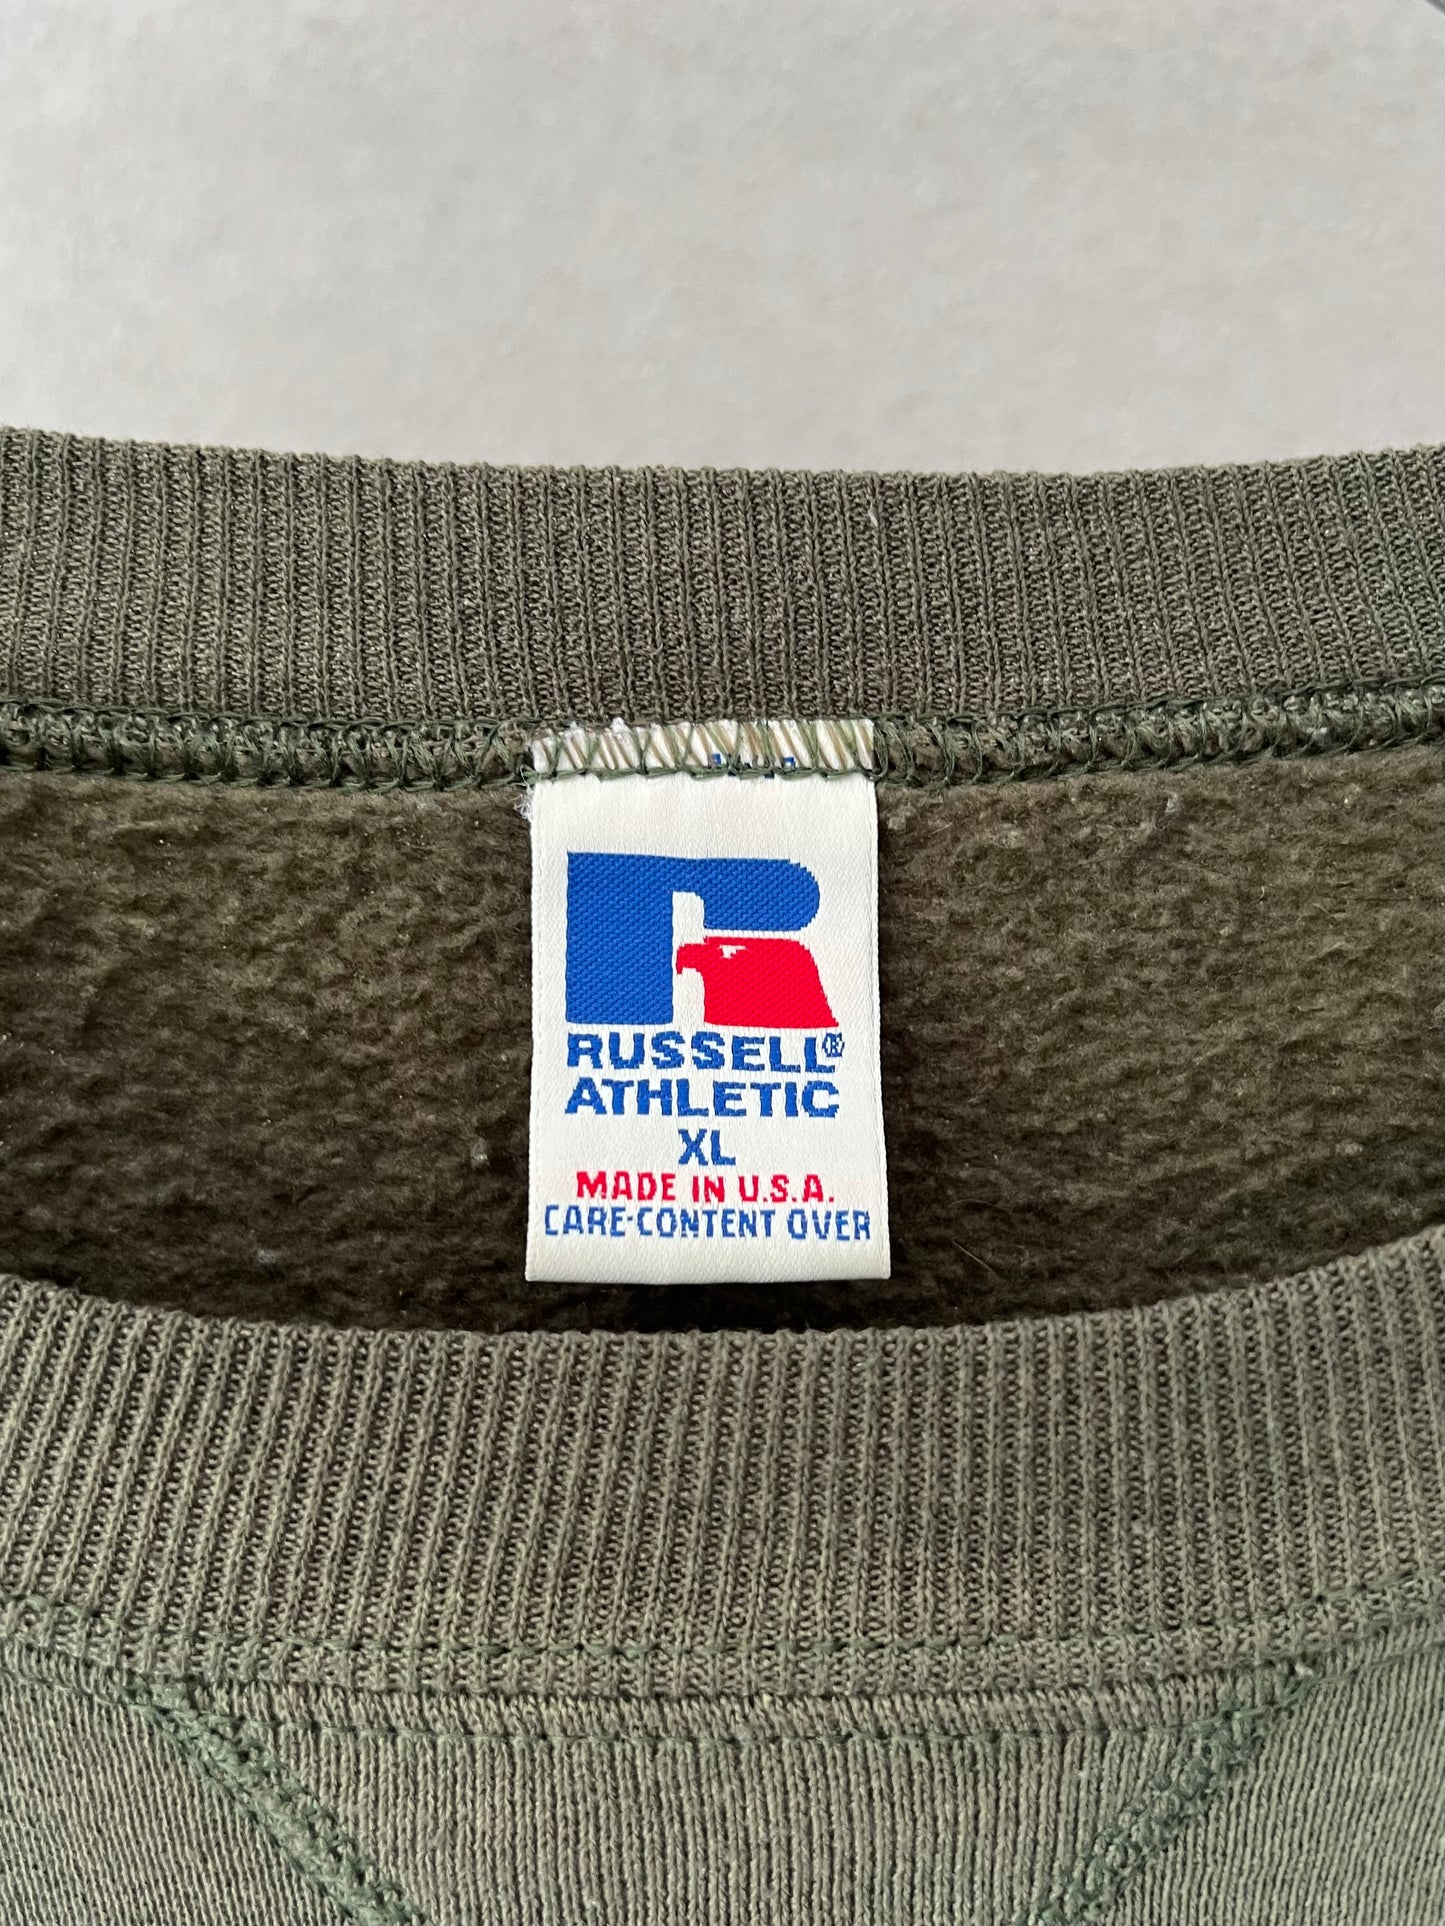 RUSSELL®
ATHLETIC
XL
MADE IN U.S.A.
CARE-CONTENT OVER